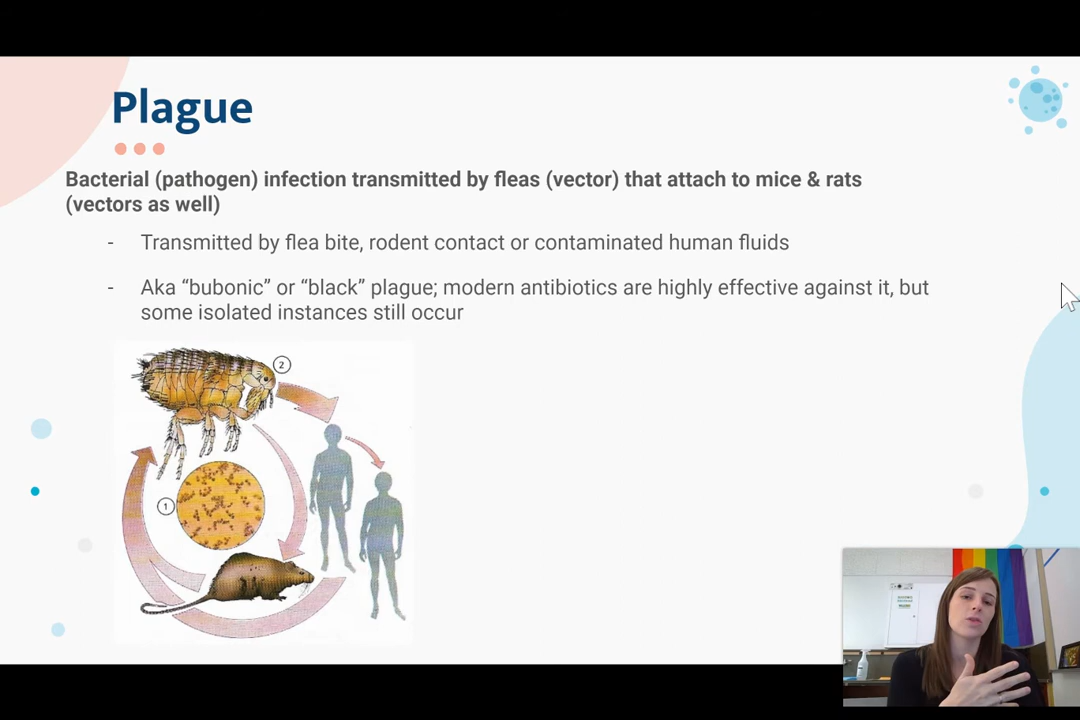 Plague
Bacterial (pathogen) infection transmitted by fleas (vector) that attach to mice & rats
(vectors as well)
- Transmitted by flea bite, rodent contact or contaminated human fluids
- Aka “bubonic” or “black” plague; modern antibiotics are highly effective against it, but
some isolated instances still occur
2
1